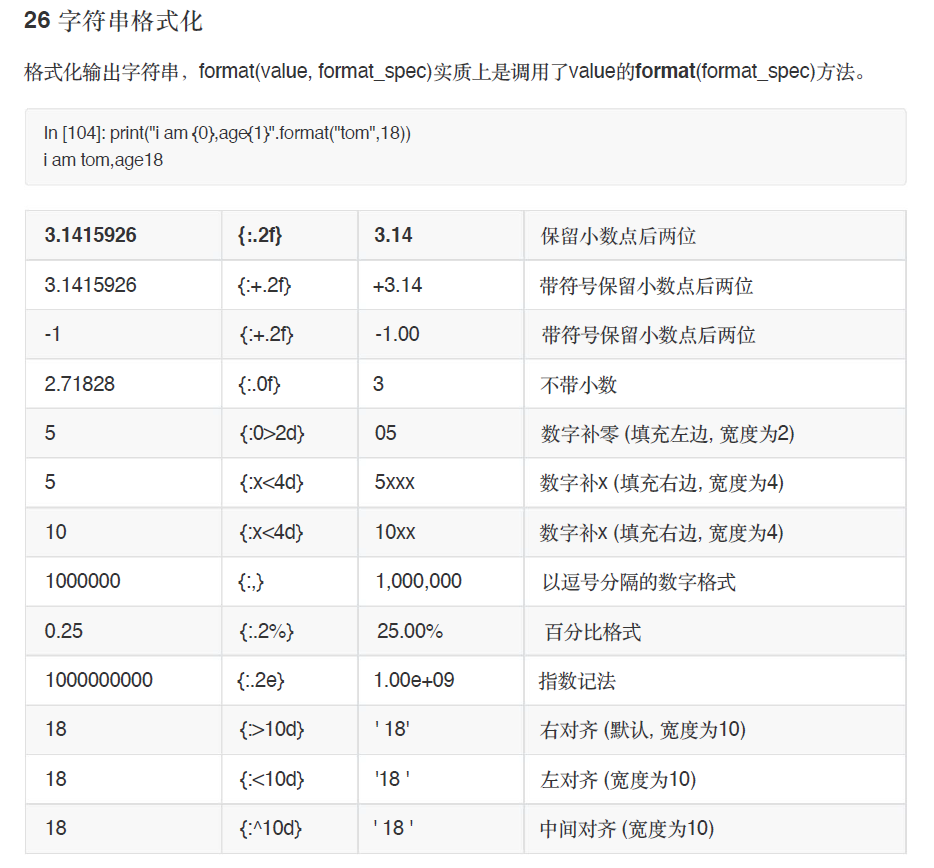 26 字符串格式化
格式化输出字符串，format(value, format_spec)实质上是调用了value的format(format_spec)方法。
In [104]: print("i am {0},age{1}".format("tom",18))
i am tom,age18
3.1415926 {:.2f} 3.14 保留小数点后两位
3.1415926 {:+.2f} +3.14 带符号保留小数点后两位
-1 {:+.2f} -1.00 带符号保留小数点后两位
2.71828 {:.0f} 3 不带小数
5 {:0>2d} 05 数字补零 (填充左边, 宽度为2)
5 {:x<4d} 5xxx 数字补x (填充右边, 宽度为4)
10 {:x<4d} 10xx 数字补x (填充右边, 宽度为4)
1000000 {:,} 1,000,000 以逗号分隔的数字格式
0.25 {:.2%} 25.00% 百分比格式
1000000000 {:.2e} 1.00e+09 指数记法
18 {:>10d} ' 18' 右对齐 (默认, 宽度为10)
18 {:<10d} '18 ' 左对齐 (宽度为10)
18 {:^10d} ' 18 ' 中间对齐 (宽度为10)